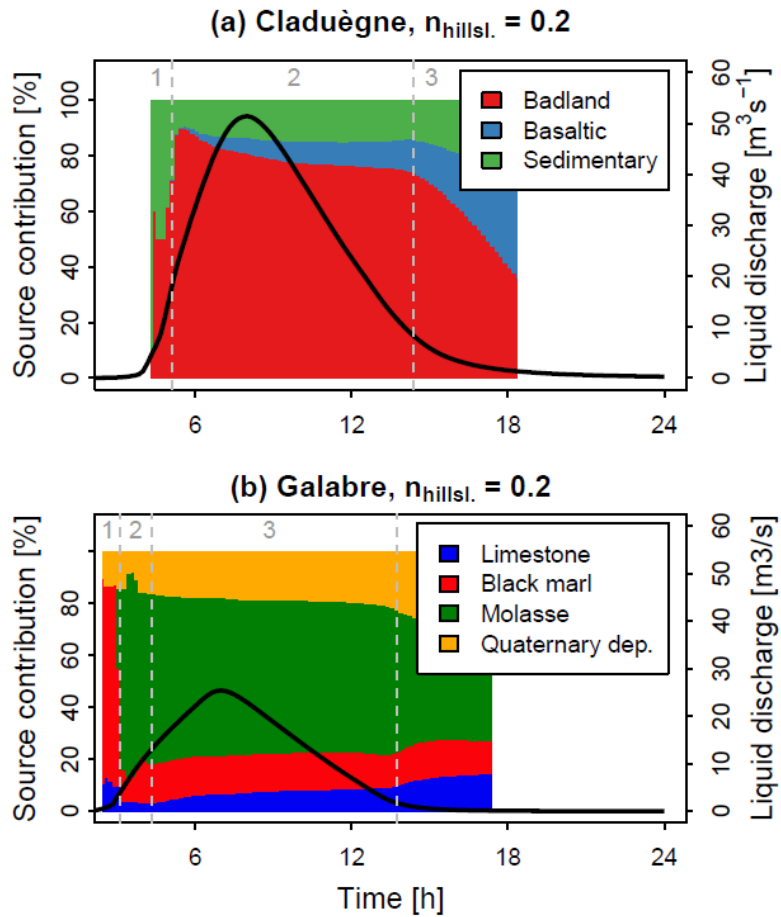 (a) Claduègne, nhillsl. = 0.2
1 2 3
Source contribution [%]
0 20 40 60 80 100
Badland
Basaltic
Sedimentary
Liquid discharge [m³s⁻¹]
0 10 20 30 40 50 60
6 12 18 24
(b) Galabre, nhillsl. = 0.2
1 2 3
Source contribution [%]
0 20 40 60 80
Limestone
Black marl
Molasse
Quaternary dep.
Liquid discharge [m3/s]
0 10 20 30 40 50 60
6 12 18 24
Time [h]